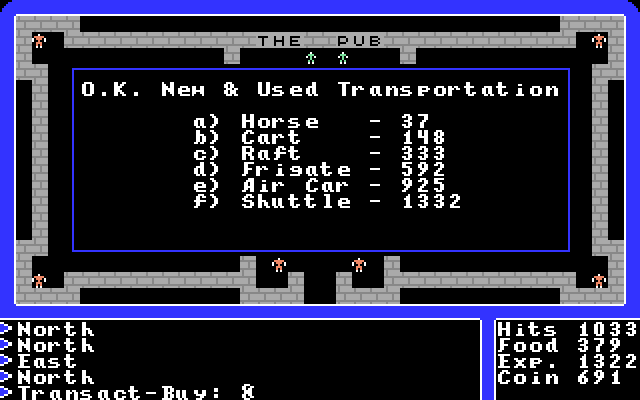 THE PUB
O.K. New & Used Transportation
a) Horse - 37
b) Cart - 148
c) Raft - 333
d) Frigate - 592
e) Air Car - 925
f) Shuttle - 1332
>North
>North
>East
>North
>Transact-Buy:
Hits 1033
Food 379
Exp. 1322
Coin 691